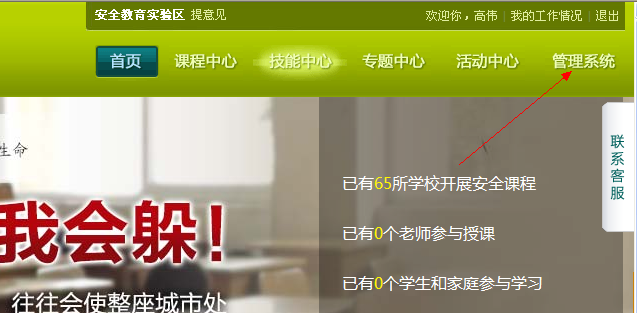 安全教育实验区 提意见 欢迎你，高伟 | 我的工作情况 | 退出
首页 课程中心 技能中心 专题中心 活动中心 管理系统
联系客服
生命
已有65所学校开展安全课程
我会躲！
已有0个老师参与授课
已有0个学生和家庭参与学习
往往会使整座城市处